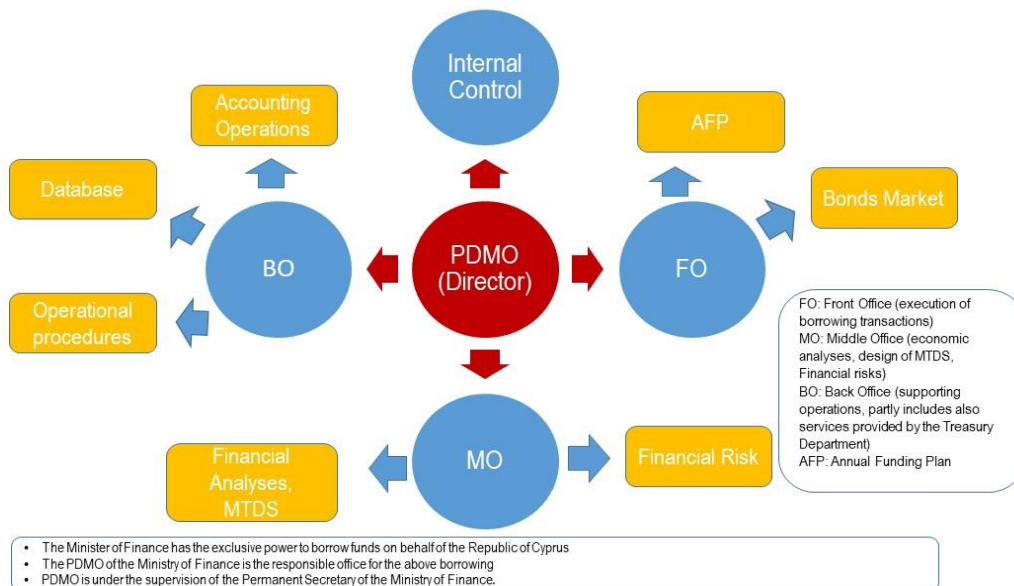 Internal
Control
Accounting
Operations
AFP
Database
Bonds Market
BO
PDMO
(Director)
FO
Operational
procedures
FO: Front Office (execution of
borrowing transactions)
MO: Middle Office (economic
analyses, design of MTDS,
Financial risks)
BO: Back Office (supporting
operations, partly includes also
services provided by the Treasury
Department)
AFP: Annual Funding Plan
Financial
Analyses,
MTDS
MO
Financial Risk
• The Minister of Finance has the exclusive power to borrow funds on behalf of the Republic of Cyprus
• The PDMO of the Ministry of Finance is the responsible office for the above borrowing
• PDMO is under the supervision of the Permanent Secretary of the Ministry of Finance.